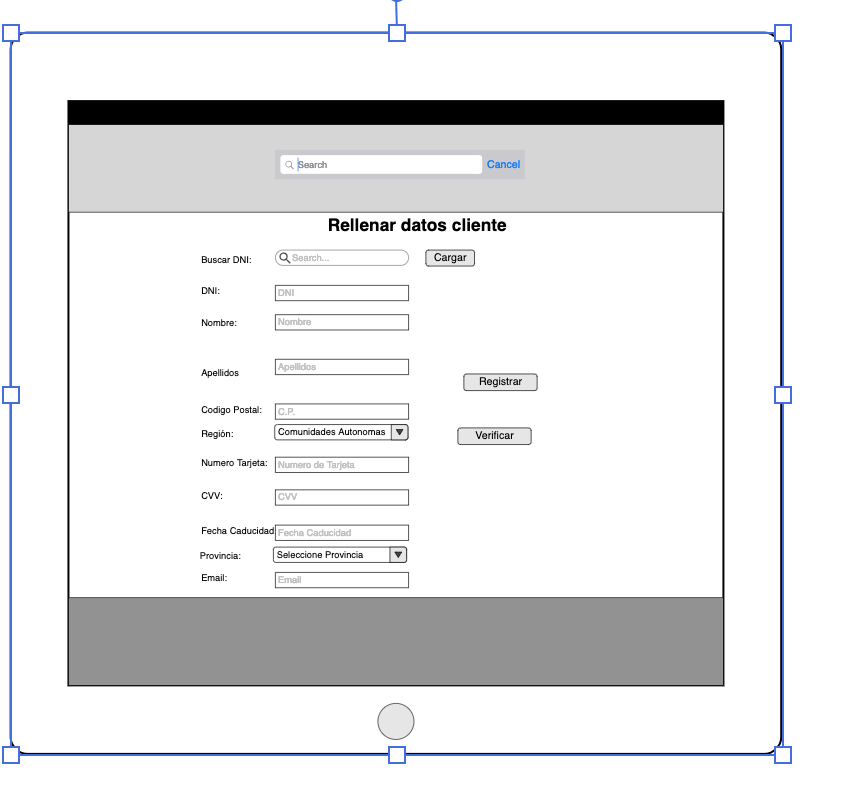 Search Cancel
Rellenar datos cliente
Buscar DNI: Search... Cargar
DNI: DNI
Nombre: Nombre
Apellidos Apellidos
Registrar
Codigo Postal: C.P.
Región: Comunidades Autonomas Verificar
Numero Tarjeta: Numero de Tarjeta
CVV: CVV
Fecha Caducidad Fecha Caducidad
Provincia: Seleccione Provincia
Email: Email